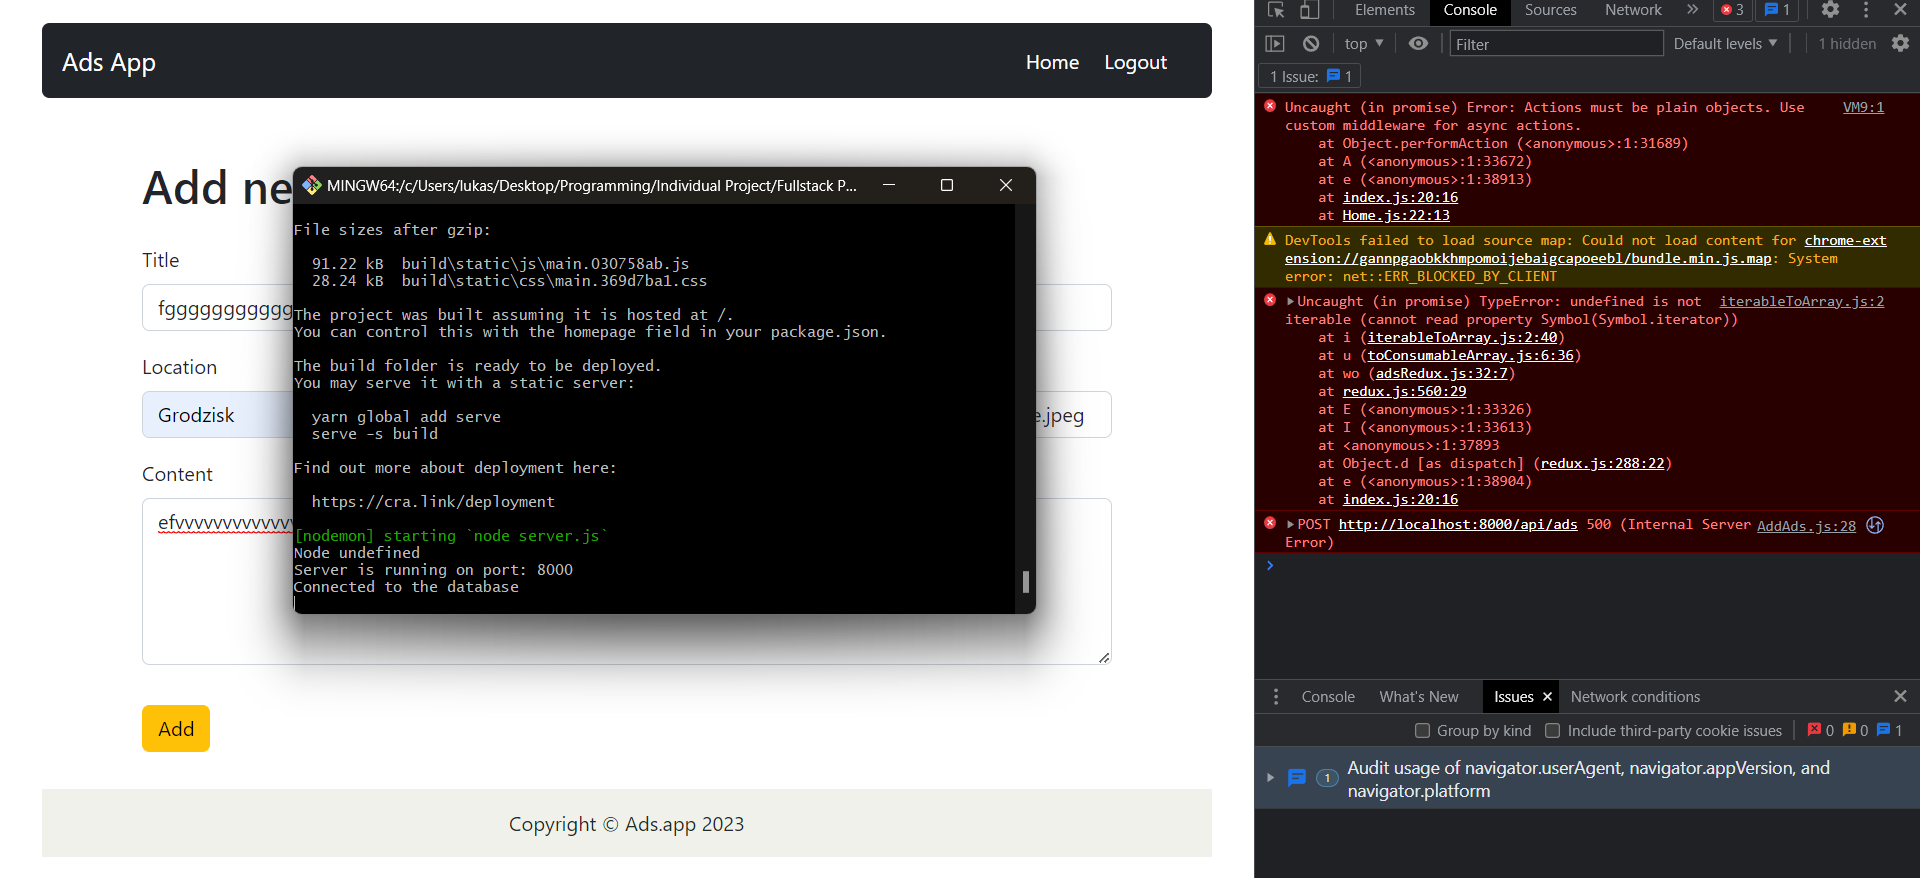 Ads App
Home
Logout
Add ne
Title
fggggggggggg
Location
Grodzisk
e.jpeg
Content
Add
Copyright © Ads.app 2023
MINGW64:/c/Users/lukas/Desktop/Programming/Individual Project/Fullstack P...
File sizes after gzip:
91.22 kB build\static\js\main.030758ab.js
28.24 kB build\static\css\main.369d7ba1.css
The project was built assuming it is hosted at /.
You can control this with the homepage field in your package.json.
The build folder is ready to be deployed.
You may serve it with a static server:
yarn global add serve
serve -s build
Find out more about deployment here:
https://cra.link/deployment
[nodemon] starting `node server.js`
Node undefined
Server is running on port: 8000
Connected to the database
Elements Console Sources Network 3 1
top Filter Default levels 1 hidden
1 Issue: 1
Uncaught (in promise) Error: Actions must be plain objects. Use VM9:1
custom middleware for async actions.
at Object.performAction (<anonymous>:1:31689)
at A (<anonymous>:1:33672)
at e (<anonymous>:1:38913)
at index.js:20:16
at Home.js:22:13
DevTools failed to load source map: Could not load content for chrome-ext
ension://gannpgaobkkhmpomoijebaigcapoeebl/bundle.min.js.map: System
error: net::ERR_BLOCKED_BY_CLIENT
Uncaught (in promise) TypeError: undefined is not iterableToArray.js:2
iterable (cannot read property Symbol(Symbol.iterator))
at i (iterableToArray.js:2:40)
at u (toConsumableArray.js:6:36)
at wo (adsRedux.js:32:7)
at redux.js:560:29
at E (<anonymous>:1:33326)
at I (<anonymous>:1:33613)
at <anonymous>:1:37893
at Object.d [as dispatch] (redux.js:288:22)
at e (<anonymous>:1:38904)
at index.js:20:16
POST http://localhost:8000/api/ads 500 (Internal Server AddAds.js:28
Error)
Console What's New Issues Network conditions
Group by kind Include third-party cookie issues 0 0 1
1 Audit usage of navigator.userAgent, navigator.appVersion, and
navigator.platform